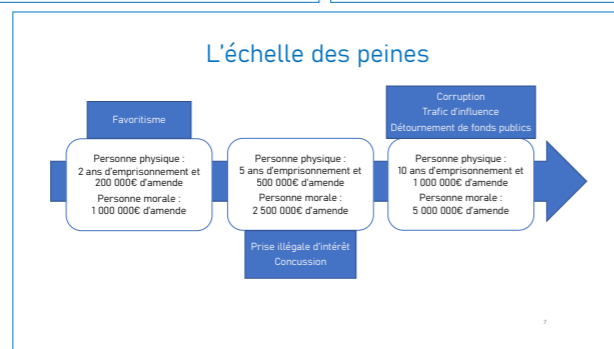 L'échelle des peines
Favoritisme
Personne physique :
2 ans d'emprisonnement et
200 000€ d'amende
Personne morale :
1 000 000€ d'amende
Personne physique :
5 ans d'emprisonnement et
500 000€ d'amende
Personne morale :
2 500 000€ d'amende
Prise illégale d'intérêt
Concussion
Corruption
Trafic d'influence
Détournement de fonds publics
Personne physique :
10 ans d'emprisonnement et
1 000 000€ d'amende
Personne morale :
5 000 000€ d'amende
7